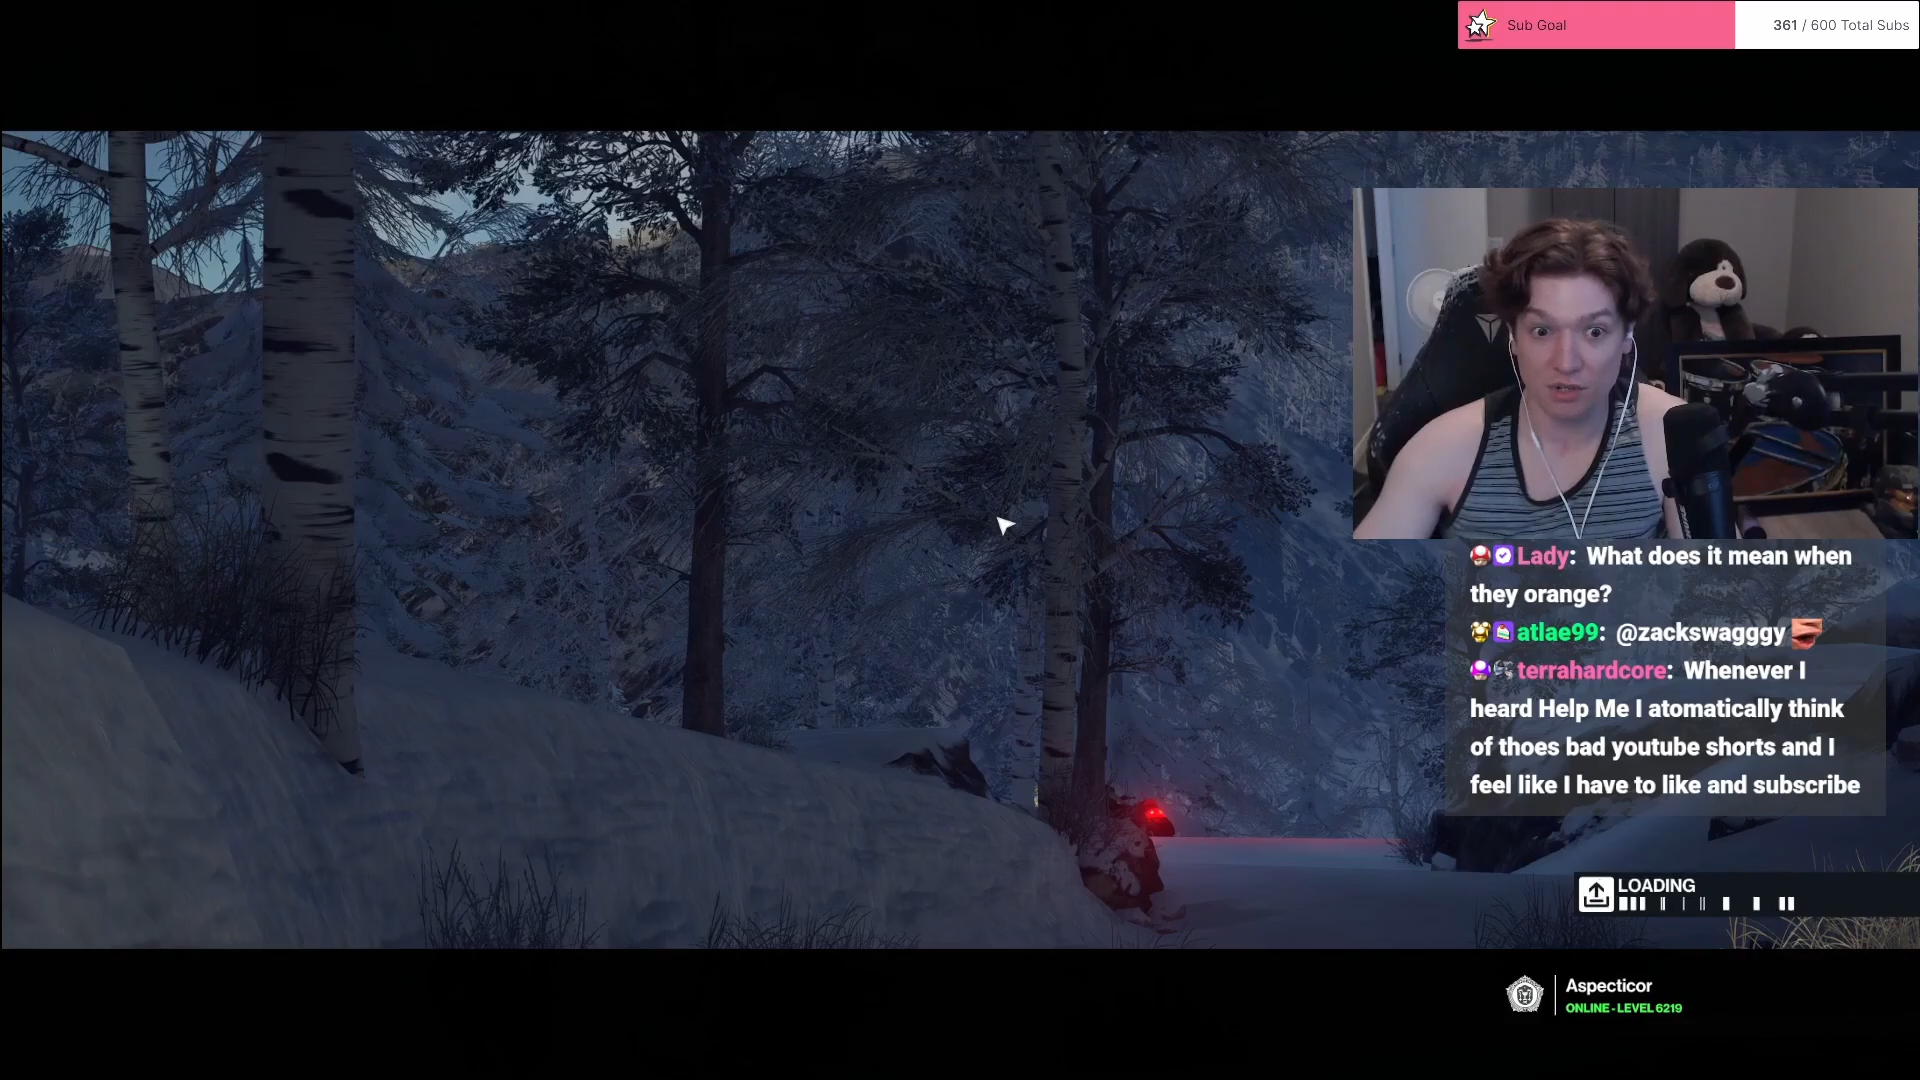 Sub Goal
361 / 600 Total Subs
Lady: What does it mean when
they orange?
atlae99: @zackswagggy
terrahardcore: Whenever I
heard Help Me I atomatically think
of thoes bad youtube shorts and I
feel like I have to like and subscribe
LOADING
Aspecticor
ONLINE - LEVEL 6219